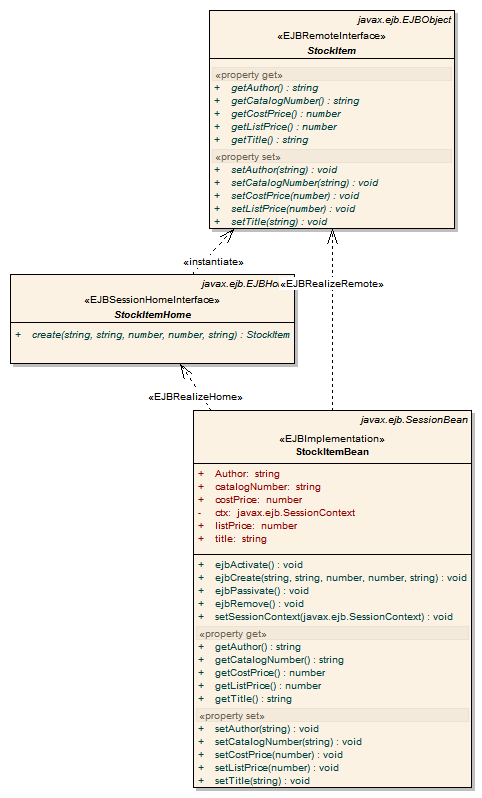 javax.ejb.EJBObject
«EJBRemoteInterface»
StockItem
«property get»
+ getAuthor() : string
+ getCatalogNumber() : string
+ getCostPrice() : number
+ getListPrice() : number
+ getTitle() : string
«property set»
+ setAuthor(string) : void
+ setCatalogNumber(string) : void
+ setCostPrice(number) : void
+ setListPrice(number) : void
+ setTitle(string) : void
«instantiate»
javax.ejb.EJBHo
«EJBRealizeRemote»
«EJBSessionHomeInterface»
StockItemHome
+ create(string, string, number, number, string) : StockItem
«EJBRealizeHome»
javax.ejb.SessionBean
«EJBImplementation»
StockItemBean
+ Author: string
+ catalogNumber: string
+ costPrice: number
- ctx: javax.ejb.SessionContext
+ listPrice: number
+ title: string
+ ejbActivate() : void
+ ejbCreate(string, string, number, number, string) : void
+ ejbPassivate() : void
+ ejbRemove() : void
+ setSessionContext(javax.ejb.SessionContext) : void
«property get»
+ getAuthor() : string
+ getCatalogNumber() : string
+ getCostPrice() : number
+ getListPrice() : number
+ getTitle() : string
«property set»
+ setAuthor(string) : void
+ setCatalogNumber(string) : void
+ setCostPrice(number) : void
+ setListPrice(number) : void
+ setTitle(string) : void